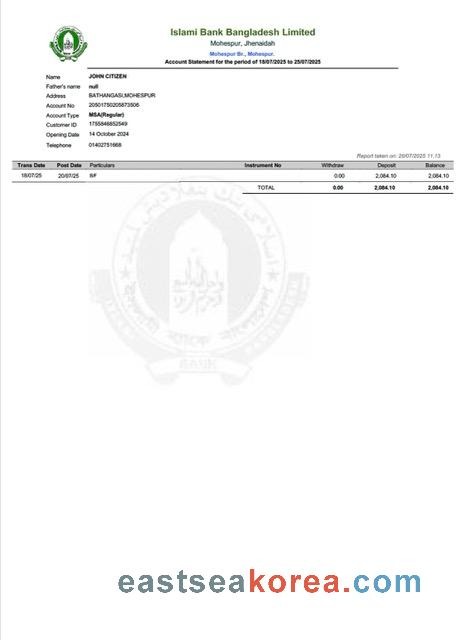 Islami Bank Bangladesh Limited
Mohespur, Jhenaidah
Mohespur Br., Mohespur.
Account Statement for the period of 18/07/2025 to 25/07/2025
Name JOHN CITIZEN
Father's name null
Address BATHANGASI,MOHESPUR
Account No 20501750205873506
Account Type MSA(Regular)
Customer ID 1755846852549
Opening Date 14 October 2024
Telephone 01402751668
Report taken on: 11.13
Trans Date Post Date Particulars Instrument No Withdraw Deposit Balance
18/07/25 20/07/25 B/F 0.00 2,084.10 2,084.10
TOTAL 0.00 2,084.10 2,084.10
BANK
eastseakorea.com